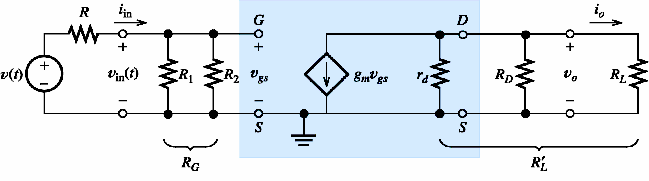 R
i_in
G
D
i_o
+
+
+
+
v(t)
+
−
v_in(t)
R_1
R_2
v_gs
g_m v_gs
r_d
R_D
v_o
R_L
−
−
−
S
S
R_G
R'_L